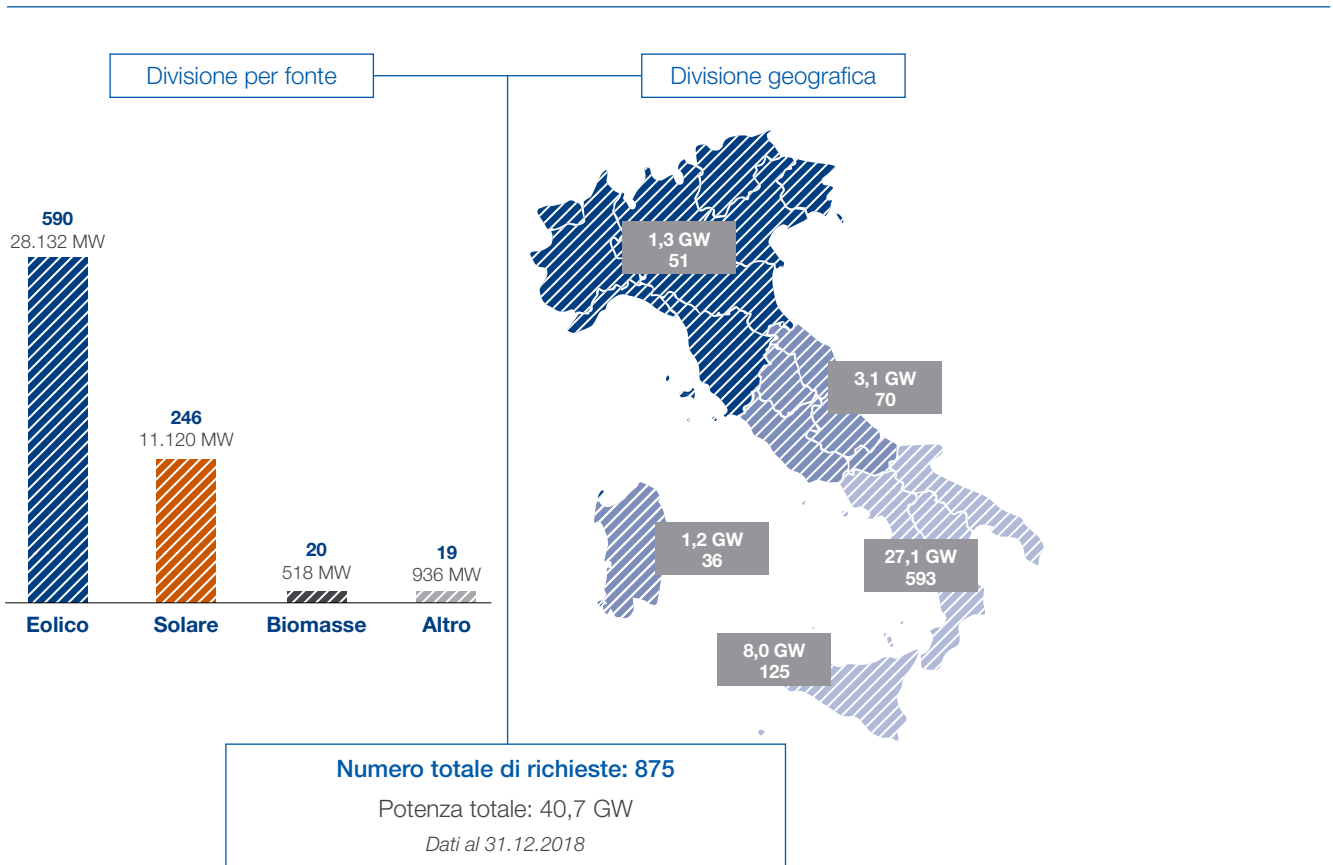 Divisione per fonte
Divisione geografica
590
28.132 MW
246
11.120 MW
20
518 MW
19
936 MW
Eolico
Solare
Biomasse
Altro
1,3 GW
51
3,1 GW
70
1,2 GW
36
27,1 GW
593
8,0 GW
125
Numero totale di richieste: 875
Potenza totale: 40,7 GW
Dati al 31.12.2018